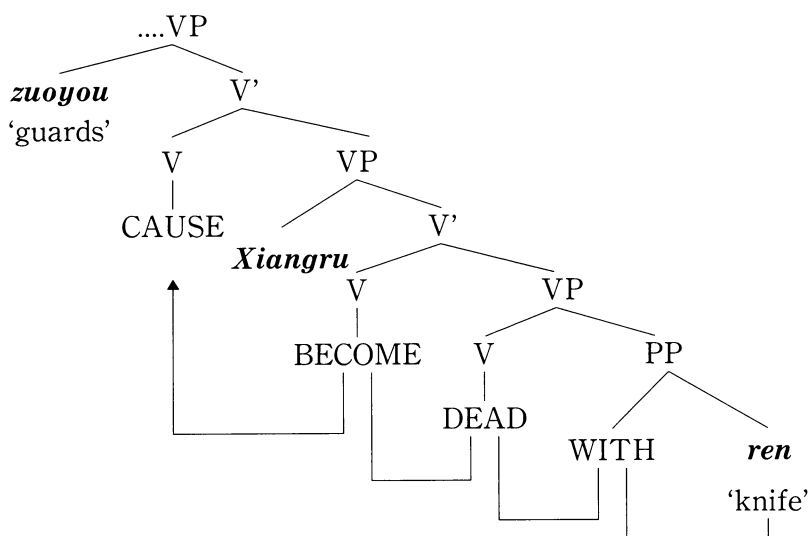 ....VP
zuoyou
V'
'guards'
V
VP
CAUSE
V'
Xiangru
V
VP
BECOME
V
PP
DEAD
WITH
ren
'knife'